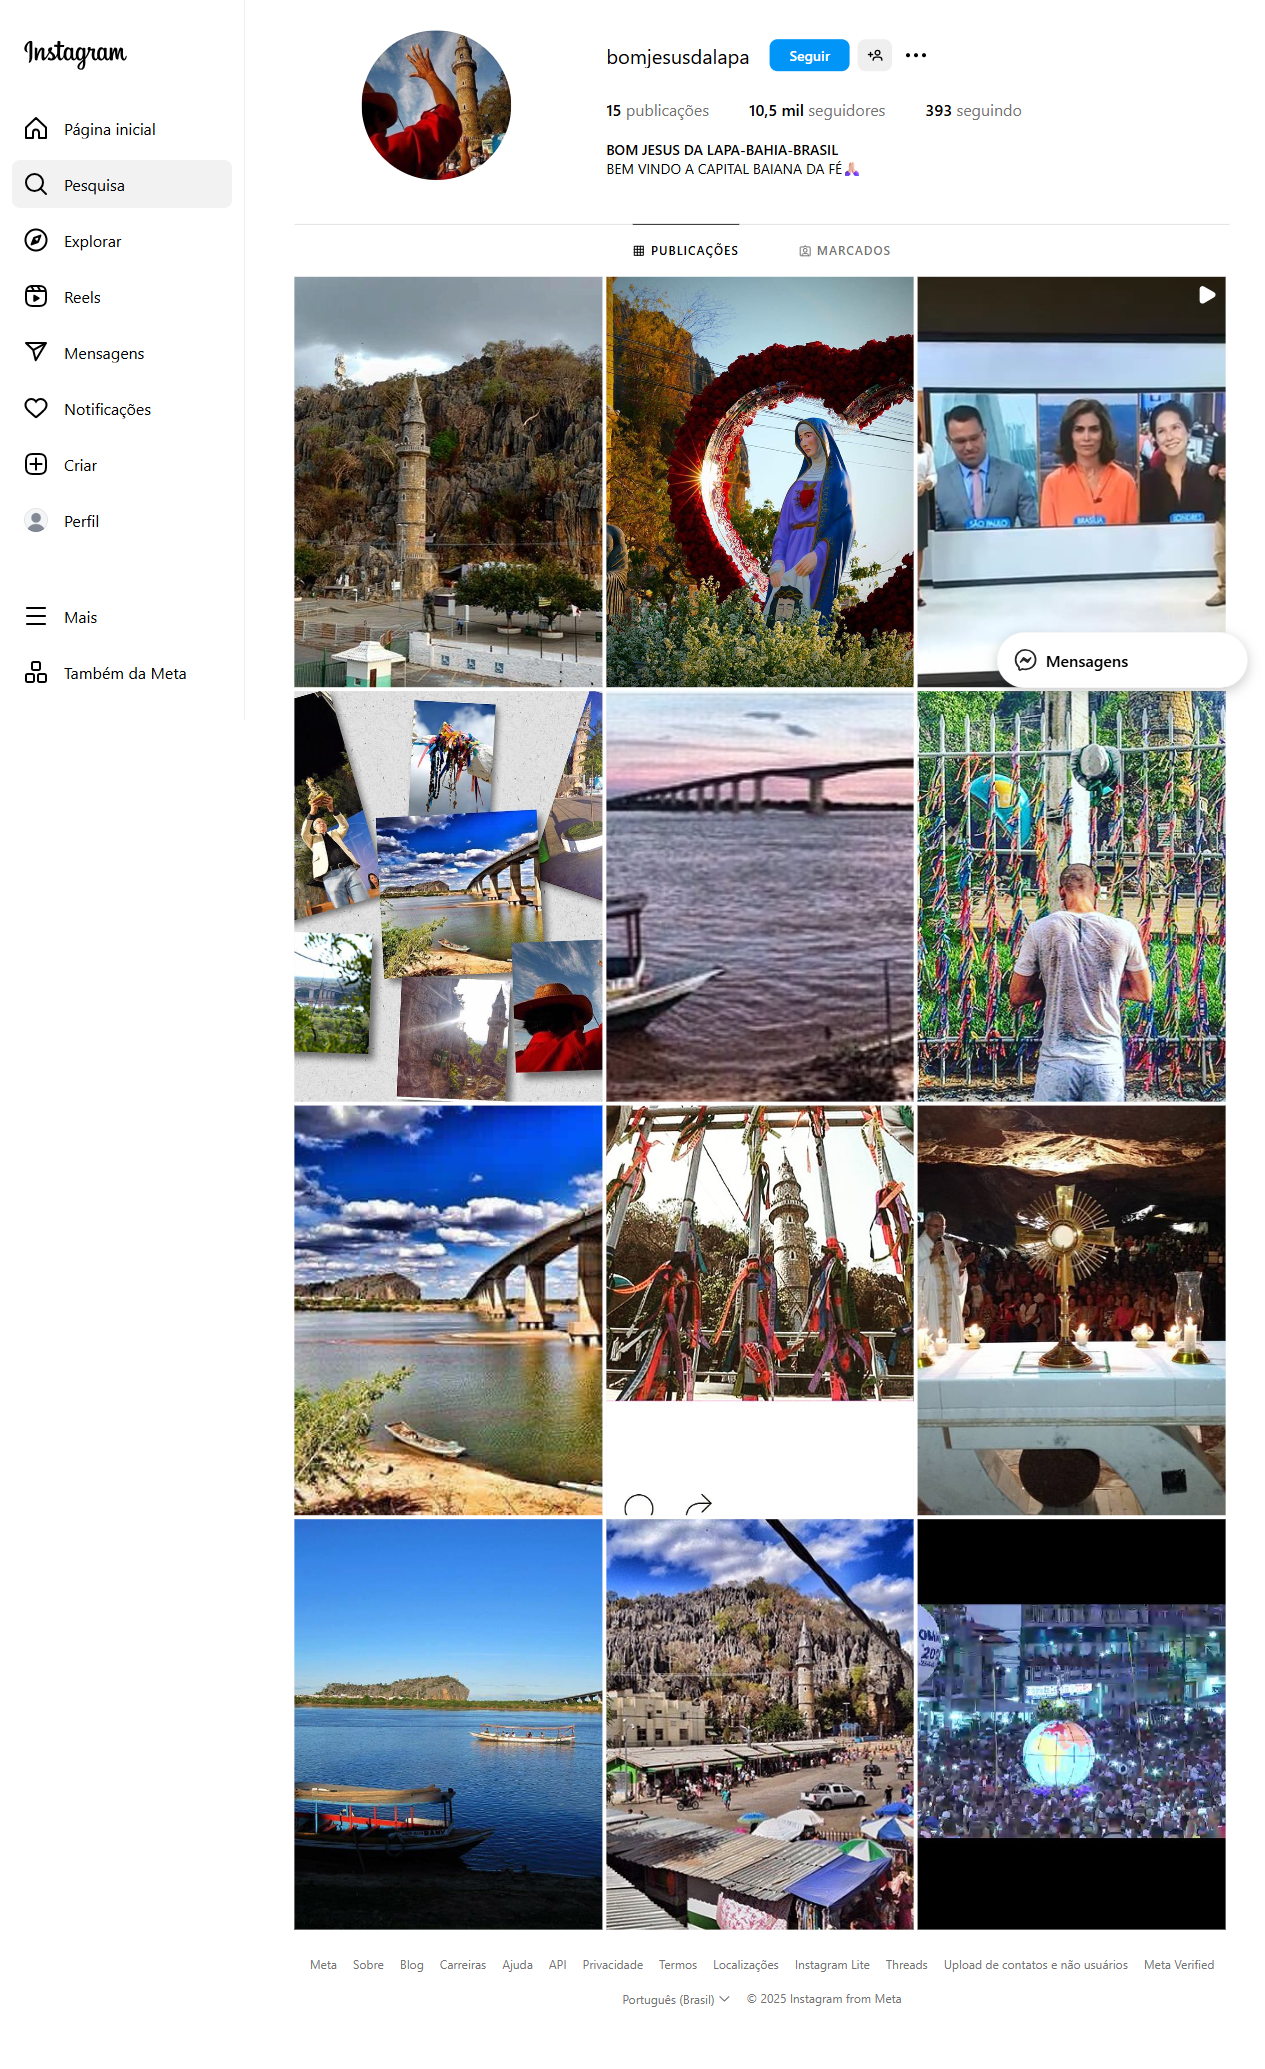 Instagram
Página inicial
Pesquisa
Explorar
Reels
Mensagens
Notificações
Criar
Perfil
Mais
Também da Meta
bomjesusdalapa
Seguir
15 publicações 10,5 mil seguidores 393 seguindo
BOM JESUS DA LAPA-BAHIA-BRASIL
BEM VINDO A CAPITAL BAIANA DA FÉ🙏🏻
PUBLICAÇÕES MARCADOS
SÃO PAULO BRASÍLIA LONDRES
Mensagens
Meta Sobre Blog Carreiras Ajuda API Privacidade Termos Localizações Instagram Lite Threads Upload de contatos e não usuários Meta Verified
Português (Brasil) © 2025 Instagram from Meta